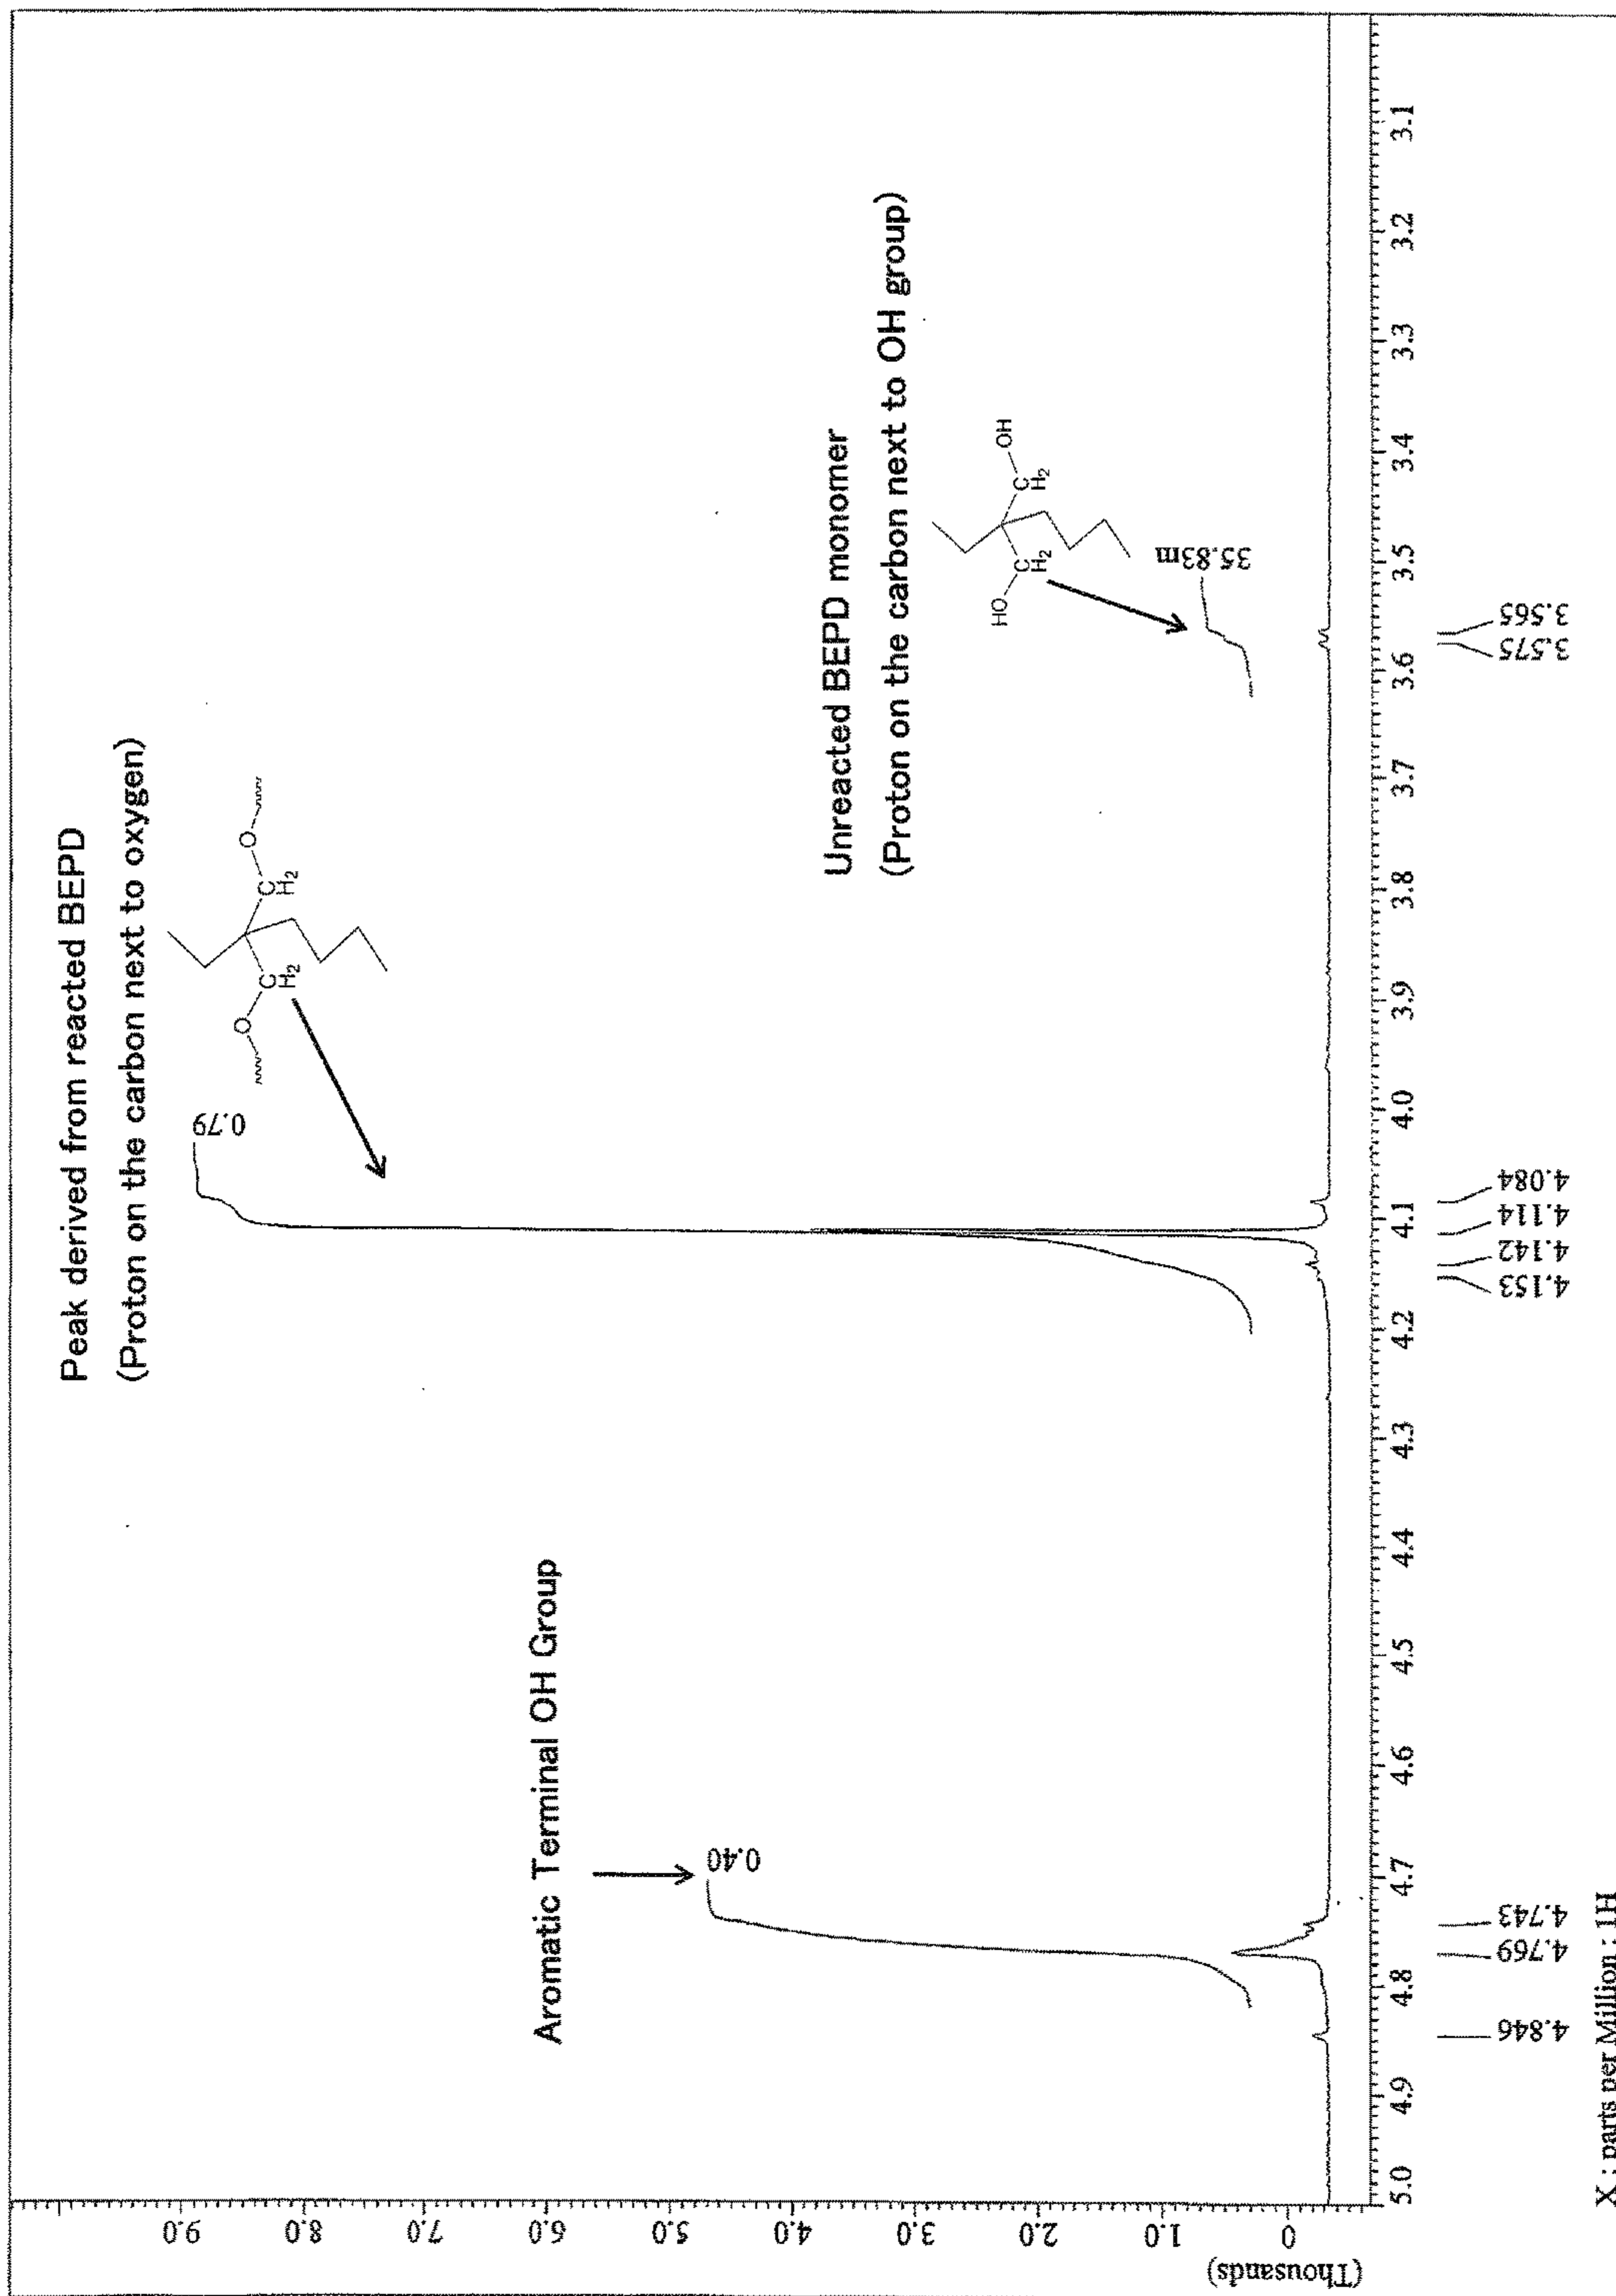 Peak derived from reacted BEPD
(Proton on the carbon next to oxygen)
O
CH2
CH2
O
0.79
Aromatic Terminal OH Group
0.40
Unreacted BEPD monomer
(Proton on the carbon next to OH group)
HO
CH2
CH2
OH
35.83m
(Thousands)
0
1.0
2.0
3.0
4.0
5.0
6.0
7.0
8.0
9.0
5.0 4.9 4.8 4.7 4.6 4.5 4.4 4.3 4.2 4.1 4.0 3.9 3.8 3.7 3.6 3.5 3.4 3.3 3.2 3.1
4.846
4.769
4.743
4.153
4.142
4.114
4.084
3.575
3.565
X : parts per Million : 1H